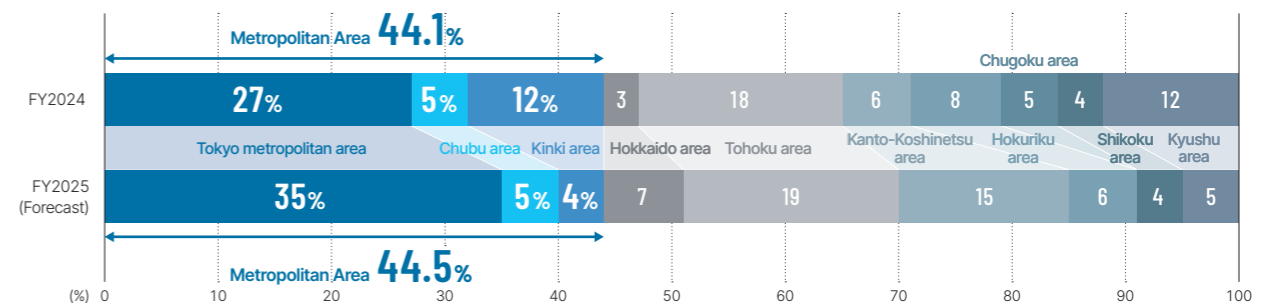 Metropolitan Area 44.1%
Chugoku area
FY2024
27%
5%
12%
3
18
6
8
5
4
12
Tokyo metropolitan area
Chubu area
Kinki area
Hokkaido area
Tohoku area
Kanto-Koshinetsu
area
Hokuriku
area
Shikoku
area
Kyushu
area
FY2025
(Forecast)
35%
5%
4%
7
19
15
6
4
5
Metropolitan Area 44.5%
(%) 0 10 20 30 40 50 60 70 80 90 100